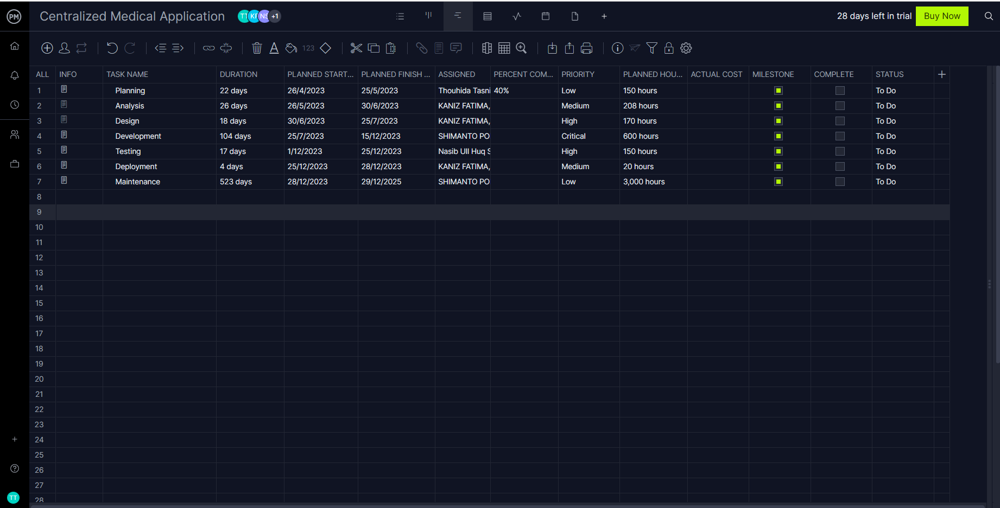 PM Centralized Medical Application TT KF NS +1 28 days left in trial Buy Now
123
ALL INFO TASK NAME DURATION PLANNED START... PLANNED FINISH ... ASSIGNED PERCENT COM... PRIORITY PLANNED HOU... ACTUAL COST MILESTONE COMPLETE STATUS
1 Planning 22 days 26/4/2023 25/5/2023 Thouhida Tasni 40% Low 150 hours To Do
2 Analysis 26 days 26/5/2023 30/6/2023 KANIZ FATIMA, Medium 208 hours To Do
3 Design 18 days 30/6/2023 25/7/2023 KANIZ FATIMA, High 170 hours To Do
4 Development 104 days 25/7/2023 15/12/2023 SHIMANTO PO Critical 600 hours To Do
5 Testing 17 days 1/12/2023 25/12/2023 Nasib Ull Huq S High 150 hours To Do
6 Deployment 4 days 25/12/2023 28/12/2023 KANIZ FATIMA, Medium 20 hours To Do
7 Maintenance 523 days 28/12/2023 29/12/2025 SHIMANTO PO Low 3,000 hours To Do
8
9
10
11
12
13
14
15
16
17
18
19
20
21
22
23
24
25
26
27
28
TT